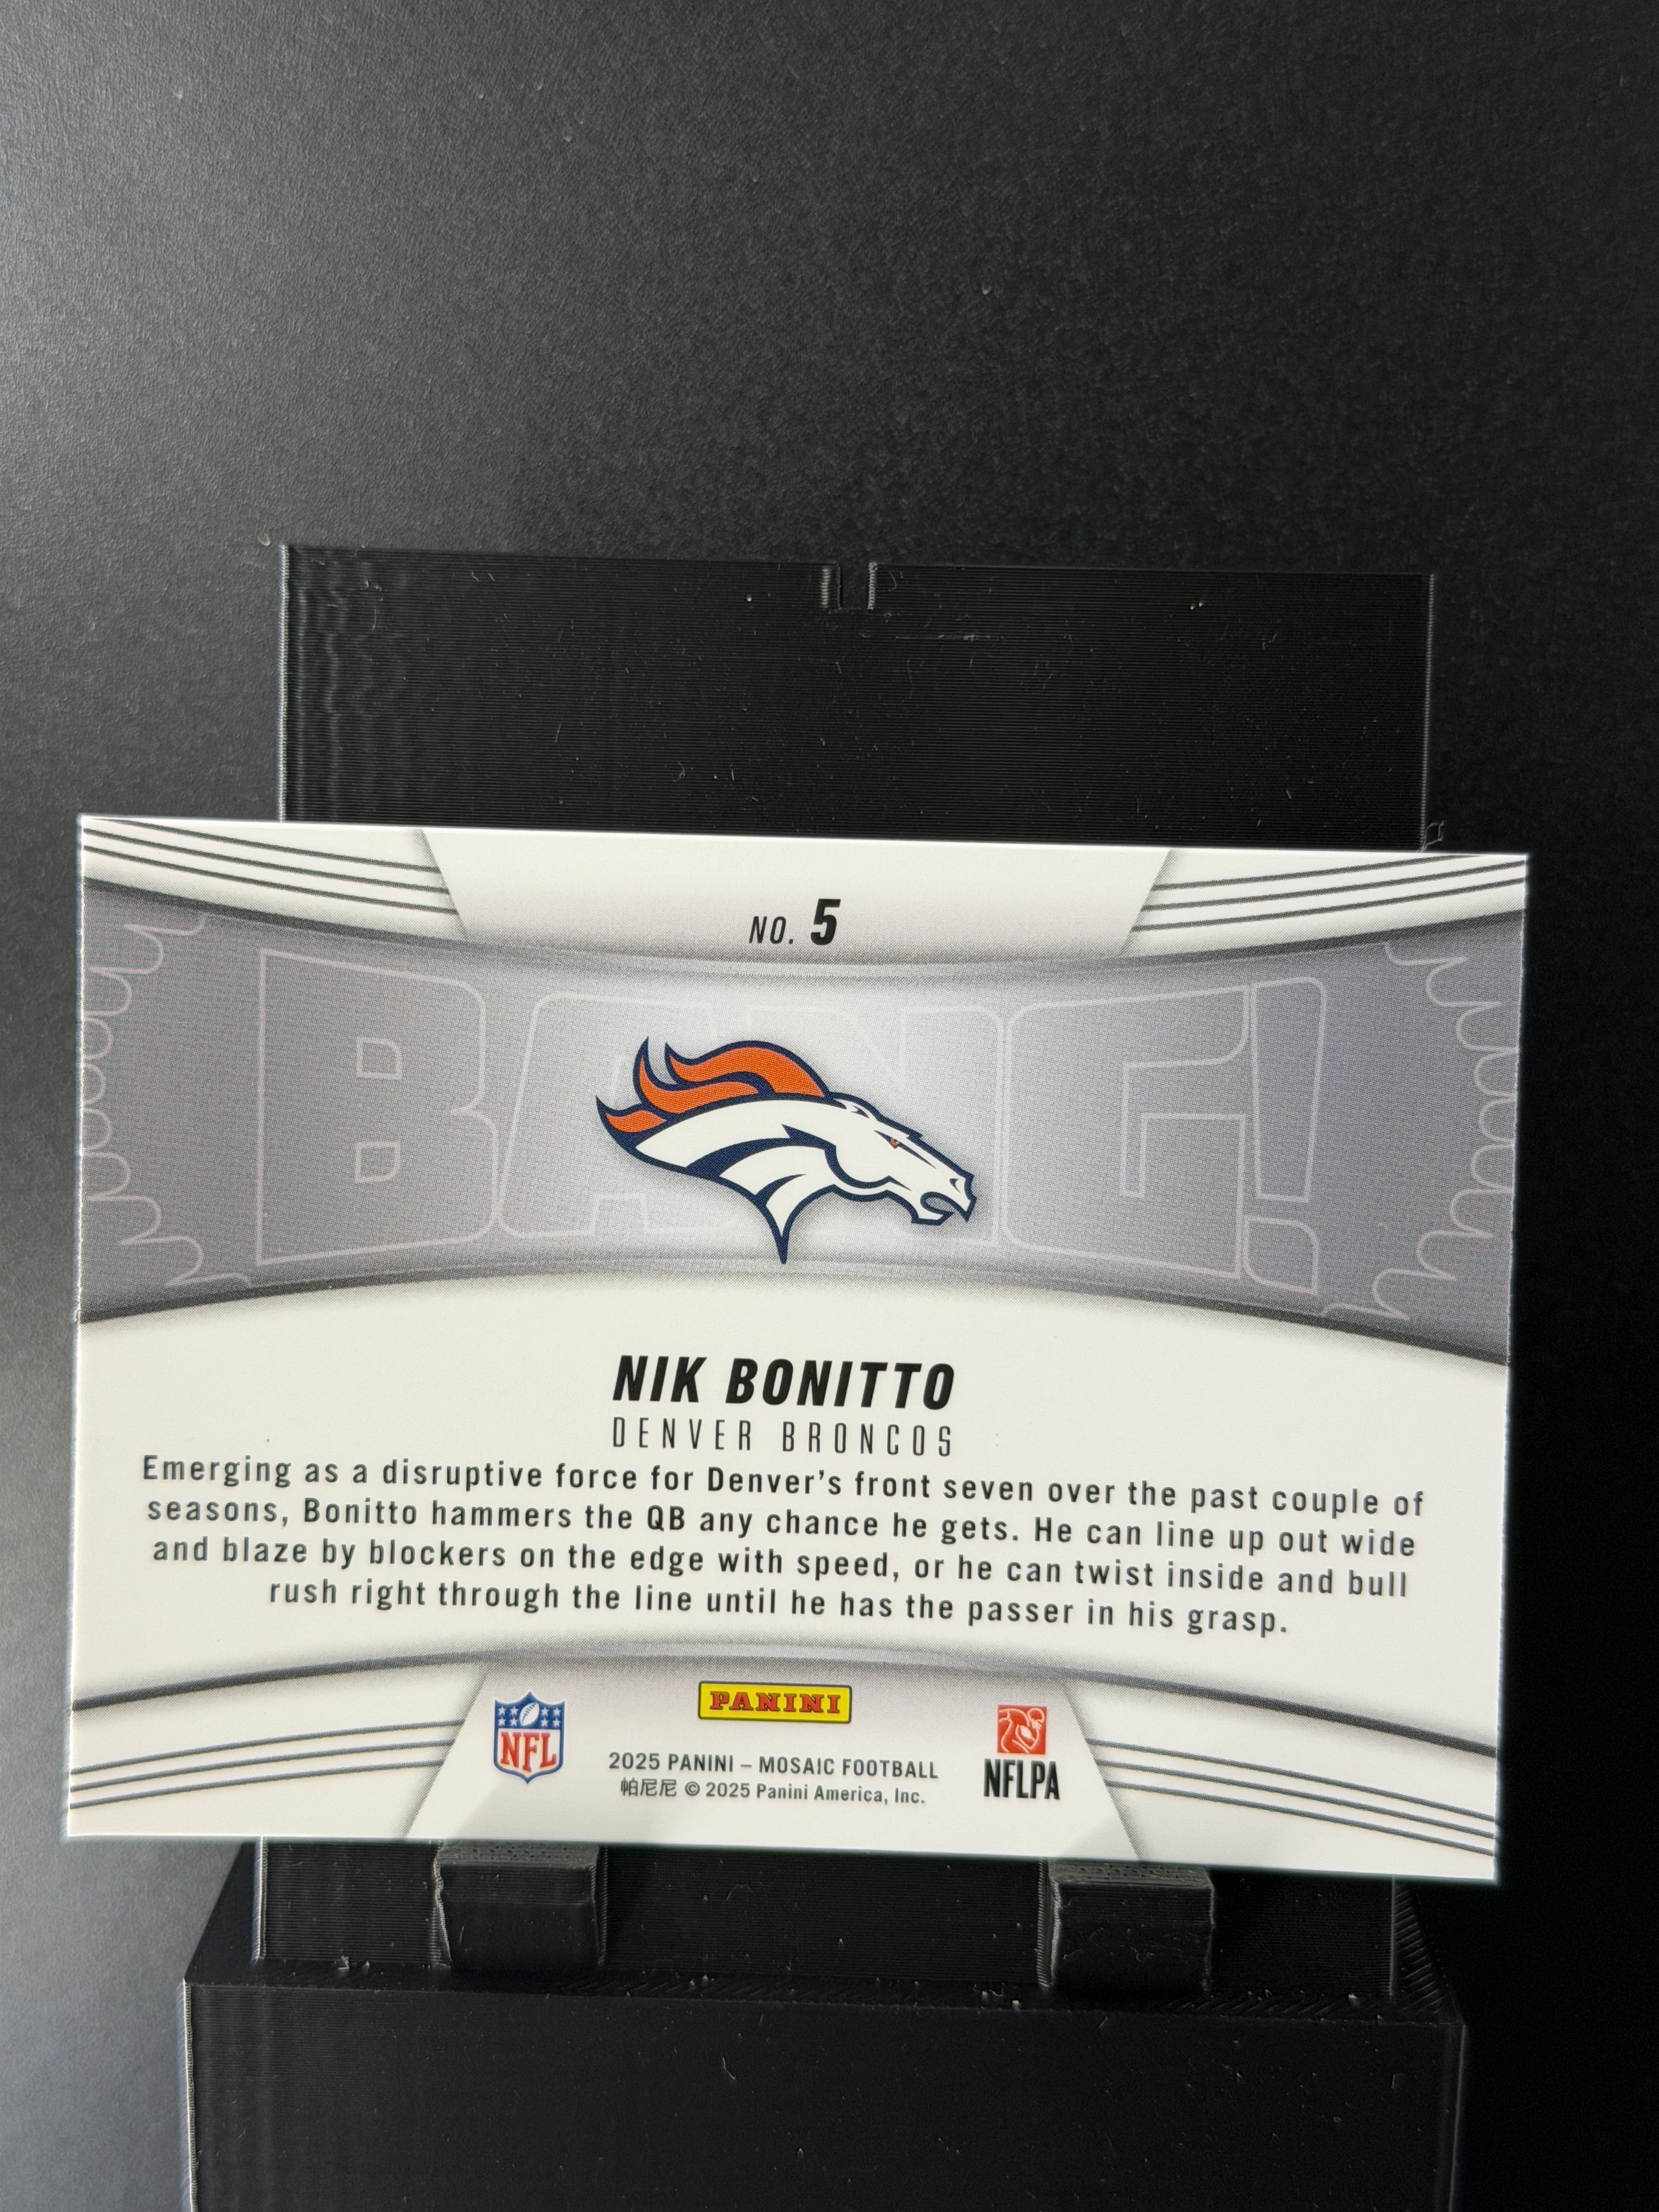 NO. 5
BANG!
NIK BONITTO
DENVER BRONCOS
Emerging as a disruptive force for Denver's front seven over the past couple of
seasons, Bonitto hammers the QB any chance he gets. He can line up out wide
and blaze by blockers on the edge with speed, or he can twist inside and bull
rush right through the line until he has the passer in his grasp.
PANINI
NFL
2025 PANINI – MOSAIC FOOTBALL
帕尼尼 © 2025 Panini America, Inc.
NFLPA